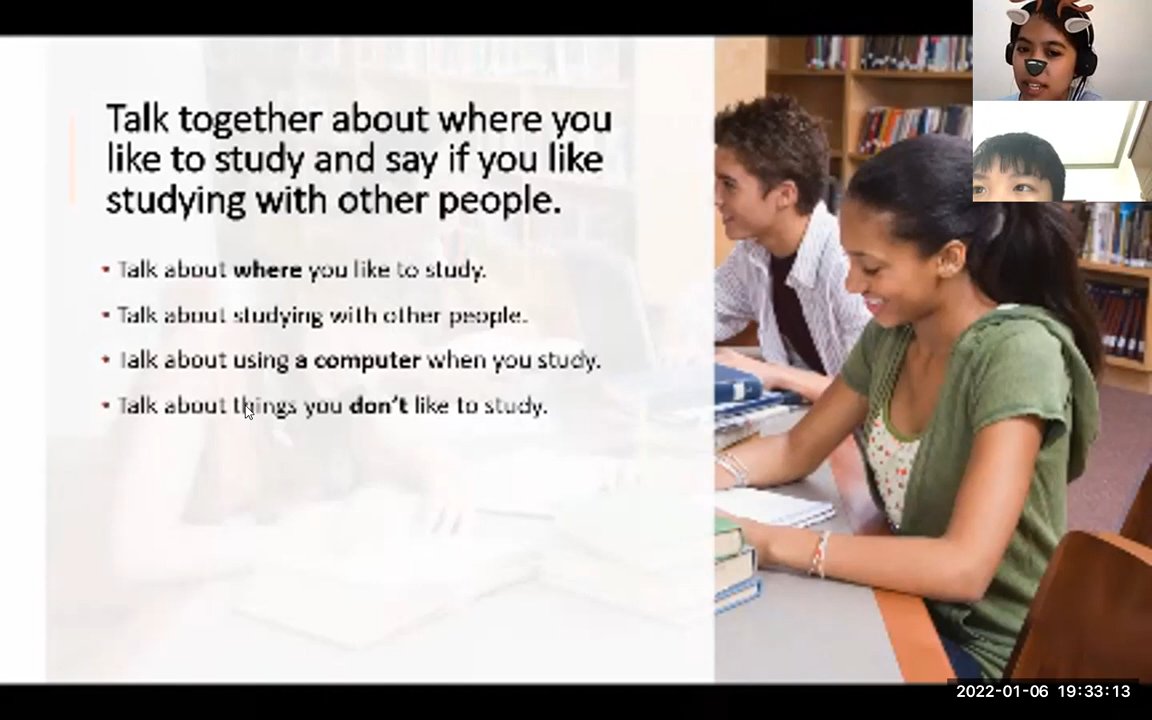 Talk together about where you
like to study and say if you like
studying with other people.
• Talk about where you like to study.
• Talk about studying with other people.
• Talk about using a computer when you study.
• Talk about things you don't like to study.
2022-01-06 19:33:13